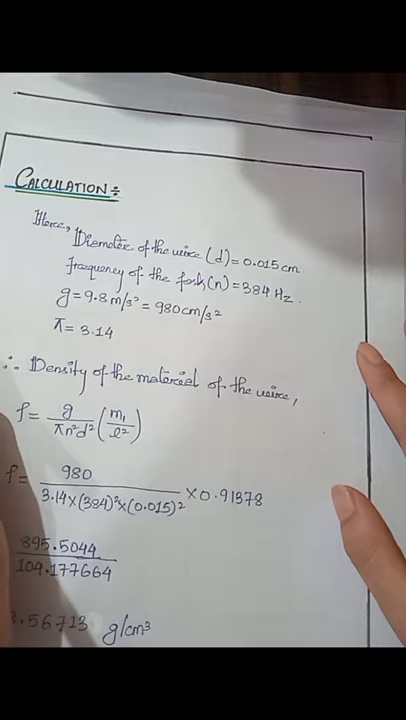 CALCULATION÷
Here,
Diameter of the wire (d) = 0.015 cm
Frequency of the fork (n) = 384 Hz.
g = 9.8 m/s² = 980 cm/s²
π = 3.14
∴ Density of the material of the wire,
ρ = g / πn²d² (m₁ / l²)
ρ = 980 / 3.14×(384)²×(0.015)² × 0.91378
895.5044 / 104.177664
.56713 g/cm³